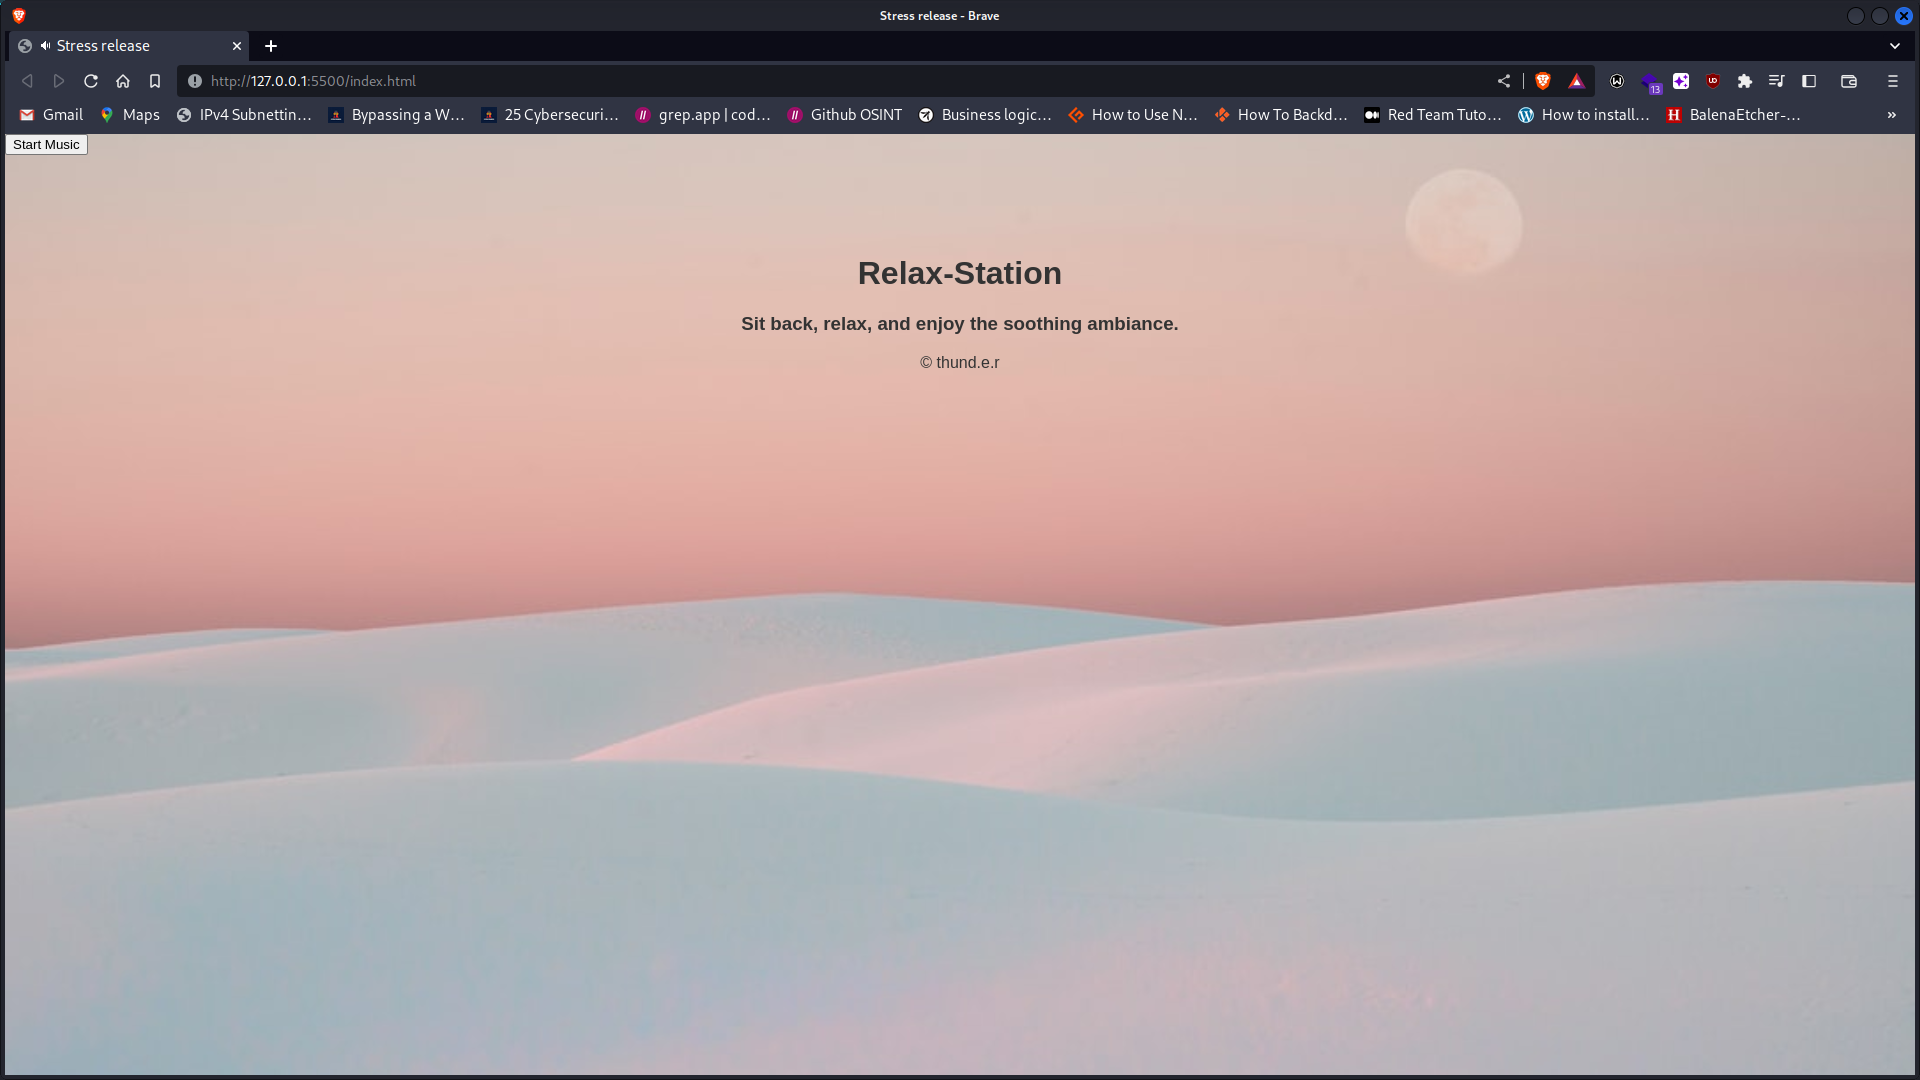 Stress release - Brave
Stress release
http://127.0.0.1:5500/index.html
13
Gmail
Maps
IPv4 Subnettin...
Bypassing a W...
25 Cybersecuri...
grep.app | cod...
Github OSINT
Business logic...
How to Use N...
How To Backd...
Red Team Tuto...
How to install...
BalenaEtcher-...
Start Music
Relax-Station
Sit back, relax, and enjoy the soothing ambiance.
© thund.e.r